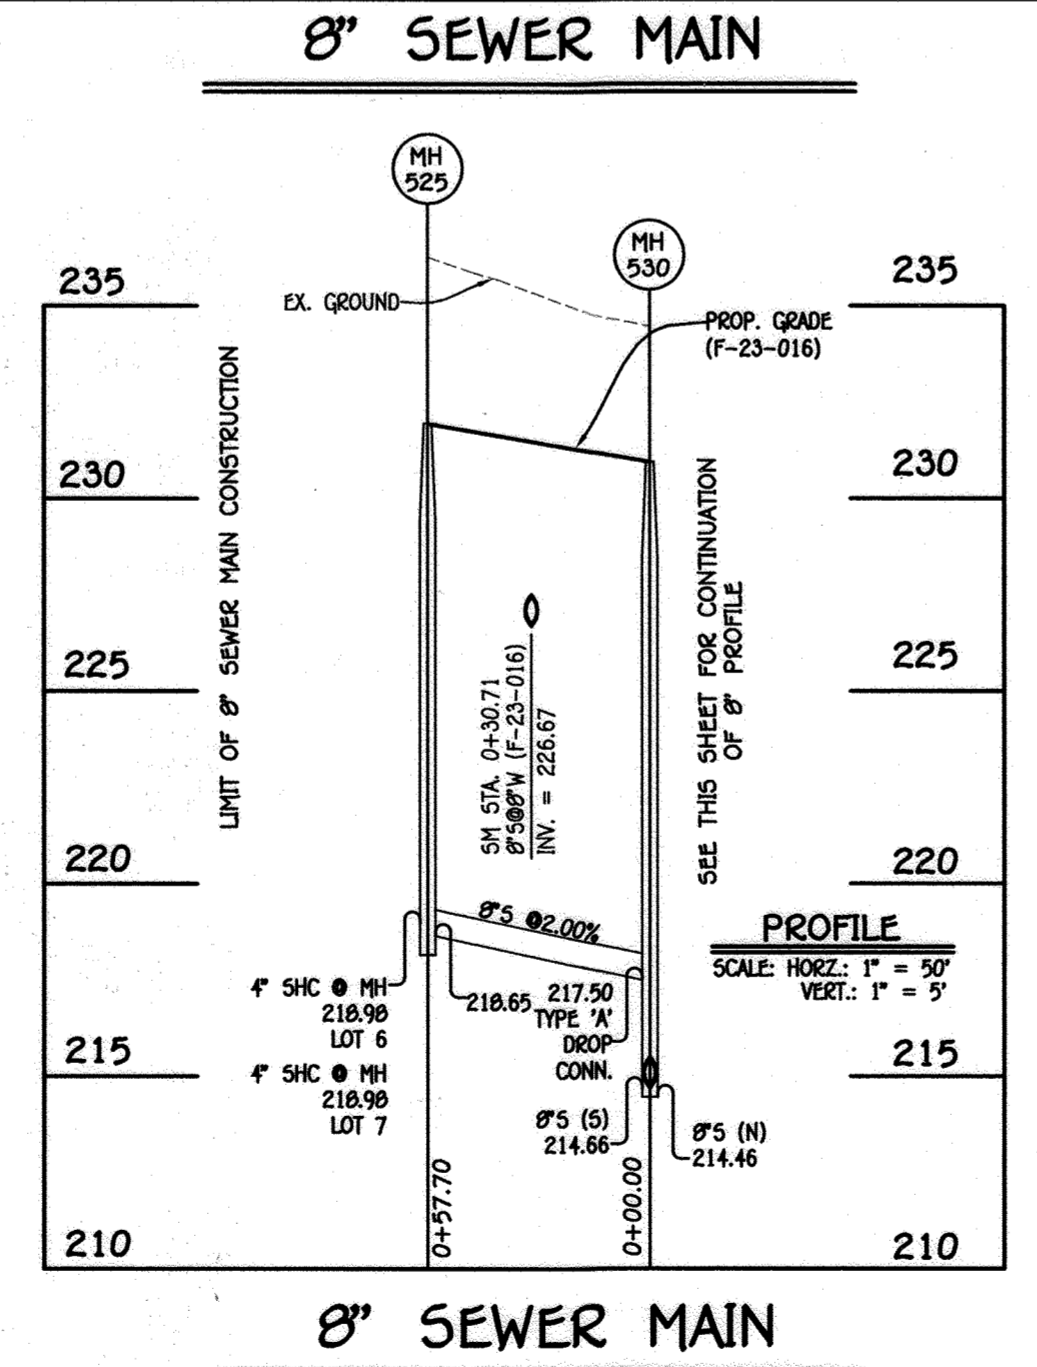 8" SEWER MAIN
MH
525
MH
530
235
235
EX. GROUND
PROP. GRADE
(F-23-016)
LIMIT OF 8" SEWER MAIN CONSTRUCTION
230
230
SEE THIS SHEET FOR CONTINUATION
OF 8" PROFILE
225
225
SM STA. 0+30.71
8"S@8"W (F-23-016)
INV. = 226.67
220
220
8"S @2.00%
PROFILE
SCALE: HORZ.: 1" = 50'
VERT.: 1" = 5'
4" SHC @ MH
218.98
LOT 6
218.65
217.50
TYPE 'A'
DROP
CONN.
215
215
4" SHC @ MH
218.98
LOT 7
8"S (S)
214.66
8"S (N)
214.46
0+57.70
0+00.00
210
210
8" SEWER MAIN